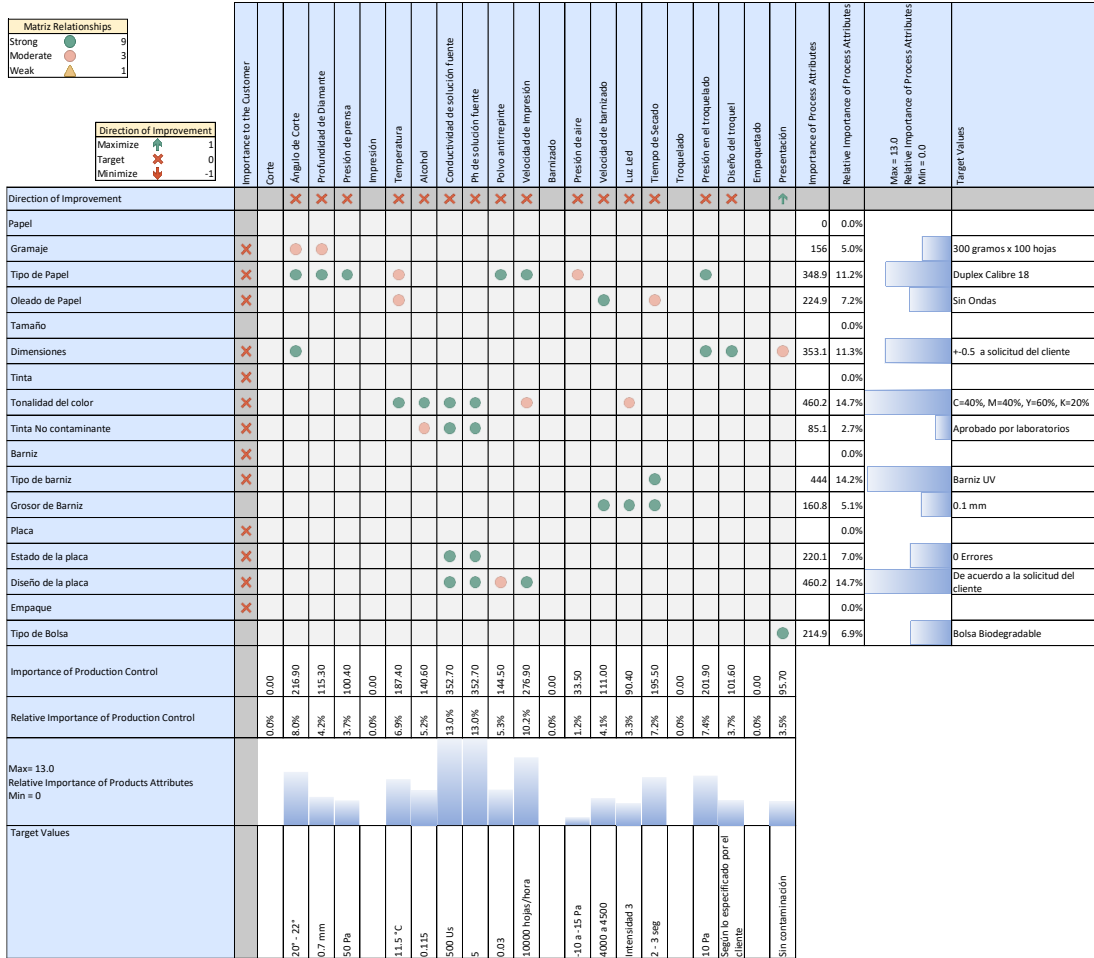 Matriz Relationships
Strong 9
Moderate 3
Weak 1
Direction of Improvement
Maximize 1
Target 0
Minimize -1
Importance to the Customer
Corte
Ángulo de Corte
Profundidad de Diamante
Presión de prensa
Impresión
Temperatura
Alcohol
Conductividad de solución fuente
Ph de solución fuente
Polvo antirrepinte
Velocidad de Impresión
Barnizado
Presión de aire
Velocidad de barnizado
Luz Led
Tiempo de Secado
Troquelado
Presión en el troquelado
Diseño del troquel
Empaquetado
Presentación
Importance of Process Attributes
Relative Importance of Process Attributes
Max = 13.0
Relative Importance of Process Attributes
Min = 0.0
Target Values
Direction of Improvement
Papel 0 0.0%
Gramaje 156 5.0% 300 gramos x 100 hojas
Tipo de Papel 348.9 11.2% Duplex Calibre 18
Oleado de Papel 224.9 7.2% Sin Ondas
Tamaño 0.0%
Dimensiones 353.1 11.3% +-0.5 a solicitud del cliente
Tinta 0.0%
Tonalidad del color 460.2 14.7% C=40%, M=40%, Y=60%, K=20%
Tinta No contaminante 85.1 2.7% Aprobado por laboratorios
Barniz 0.0%
Tipo de barniz 444 14.2% Barniz UV
Grosor de Barniz 160.8 5.1% 0.1 mm
Placa 0.0%
Estado de la placa 220.1 7.0% 0 Errores
Diseño de la placa 460.2 14.7% De acuerdo a la solicitud del
cliente
Empaque 0.0%
Tipo de Bolsa 214.9 6.9% Bolsa Biodegradable
Importance of Production Control 0.00 216.90 115.30 100.40 0.00 187.40 140.60 352.70 352.70 144.50 276.90 0.00 33.50 111.00 90.40 195.50 0.00 201.90 101.60 0.00 95.70
Relative Importance of Production Control 0.0% 8.0% 4.2% 3.7% 0.0% 6.9% 5.2% 13.0% 13.0% 5.3% 10.2% 0.0% 1.2% 4.1% 3.3% 7.2% 0.0% 7.4% 3.7% 0.0% 3.5%
Max= 13.0
Relative Importance of Products Attributes
Min = 0
Target Values
20° - 22°
0.7 mm
50 Pa
11.5 °C
0.115
500 Us
5
0.03
10000 hojas/hora
-10 a -15 Pa
4000 a 4500
Intensidad 3
2 - 3 seg
10 Pa
Según lo especificado por el
cliente
Sin contaminación